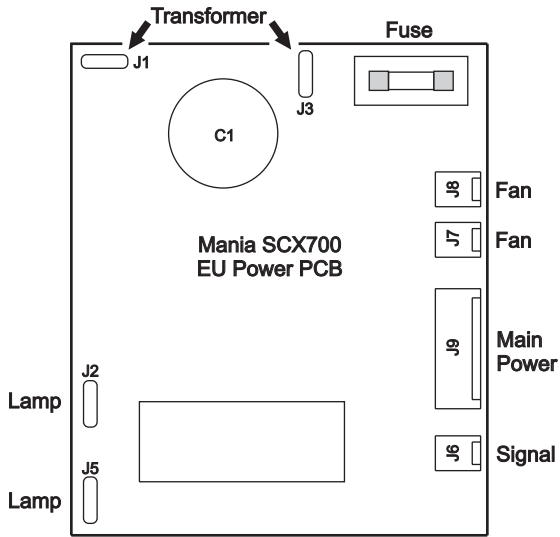 Transformer
Fuse
J1
J3
C1
J8
Fan
J7
Fan
Mania SCX700
EU Power PCB
J9
Main
Power
J2
Lamp
J6
Signal
J5
Lamp